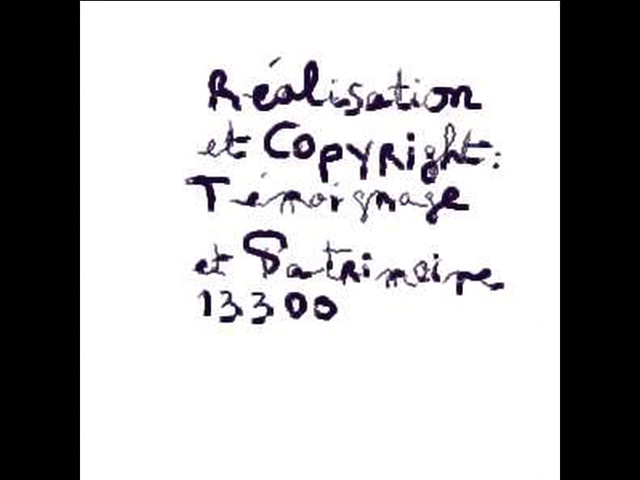 Réalisation
et Copyright:
Témoignage
et Patrimoine
13300